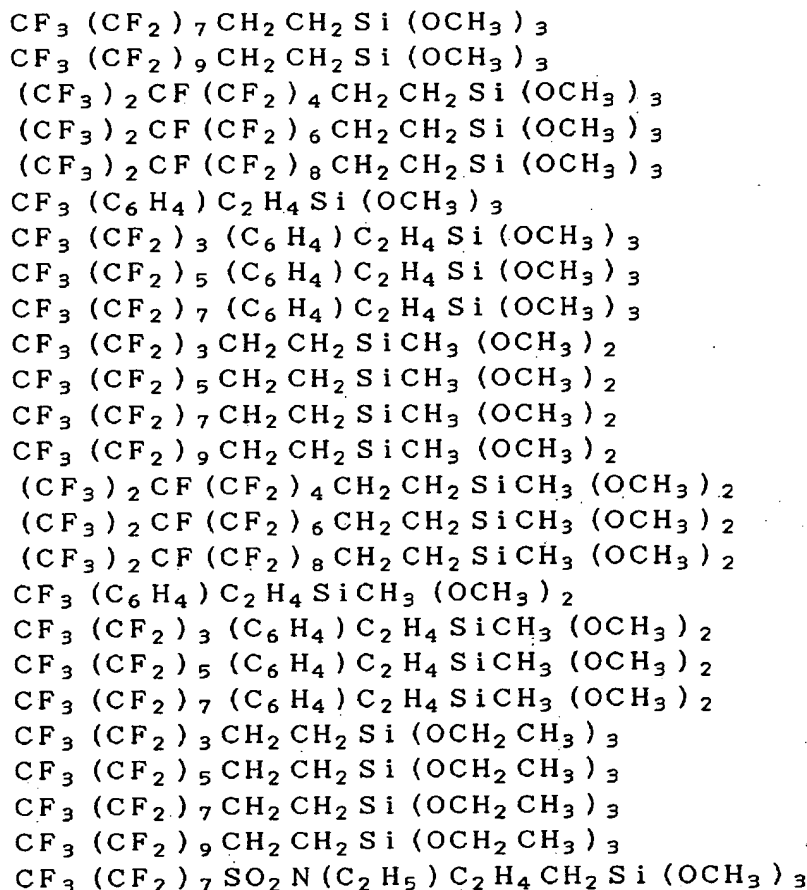 CF₃(CF₂)₇CH₂CH₂Si(OCH₃)₃
CF₃(CF₂)₉CH₂CH₂Si(OCH₃)₃
(CF₃)₂CF(CF₂)₄CH₂CH₂Si(OCH₃)₃
(CF₃)₂CF(CF₂)₆CH₂CH₂Si(OCH₃)₃
(CF₃)₂CF(CF₂)₈CH₂CH₂Si(OCH₃)₃
CF₃(C₆H₄)C₂H₄Si(OCH₃)₃
CF₃(CF₂)₃(C₆H₄)C₂H₄Si(OCH₃)₃
CF₃(CF₂)₅(C₆H₄)C₂H₄Si(OCH₃)₃
CF₃(CF₂)₇(C₆H₄)C₂H₄Si(OCH₃)₃
CF₃(CF₂)₃CH₂CH₂SiCH₃(OCH₃)₂
CF₃(CF₂)₅CH₂CH₂SiCH₃(OCH₃)₂
CF₃(CF₂)₇CH₂CH₂SiCH₃(OCH₃)₂
CF₃(CF₂)₉CH₂CH₂SiCH₃(OCH₃)₂
(CF₃)₂CF(CF₂)₄CH₂CH₂SiCH₃(OCH₃)₂
(CF₃)₂CF(CF₂)₆CH₂CH₂SiCH₃(OCH₃)₂
(CF₃)₂CF(CF₂)₈CH₂CH₂SiCH₃(OCH₃)₂
CF₃(C₆H₄)C₂H₄SiCH₃(OCH₃)₂
CF₃(CF₂)₃(C₆H₄)C₂H₄SiCH₃(OCH₃)₂
CF₃(CF₂)₅(C₆H₄)C₂H₄SiCH₃(OCH₃)₂
CF₃(CF₂)₇(C₆H₄)C₂H₄SiCH₃(OCH₃)₂
CF₃(CF₂)₃CH₂CH₂Si(OCH₂CH₃)₃
CF₃(CF₂)₅CH₂CH₂Si(OCH₂CH₃)₃
CF₃(CF₂)₇CH₂CH₂Si(OCH₂CH₃)₃
CF₃(CF₂)₉CH₂CH₂Si(OCH₂CH₃)₃
CF₃(CF₂)₇SO₂N(C₂H₅)C₂H₄CH₂Si(OCH₃)₃